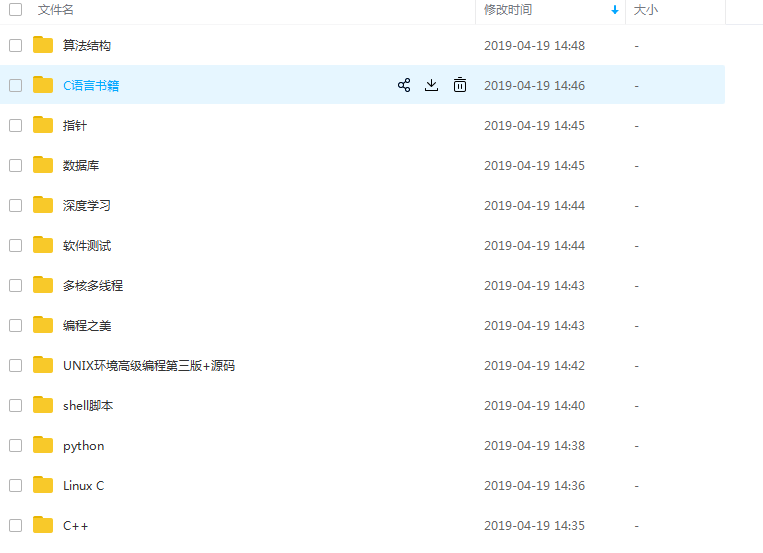 文件名 修改时间 大小
算法结构 2019-04-19 14:48 -
C语言书籍 2019-04-19 14:46 -
指针 2019-04-19 14:45 -
数据库 2019-04-19 14:45 -
深度学习 2019-04-19 14:44 -
软件测试 2019-04-19 14:44 -
多核多线程 2019-04-19 14:43 -
编程之美 2019-04-19 14:43 -
UNIX环境高级编程第三版+源码 2019-04-19 14:42 -
shell脚本 2019-04-19 14:40 -
python 2019-04-19 14:38 -
Linux C 2019-04-19 14:36 -
C++ 2019-04-19 14:35 -